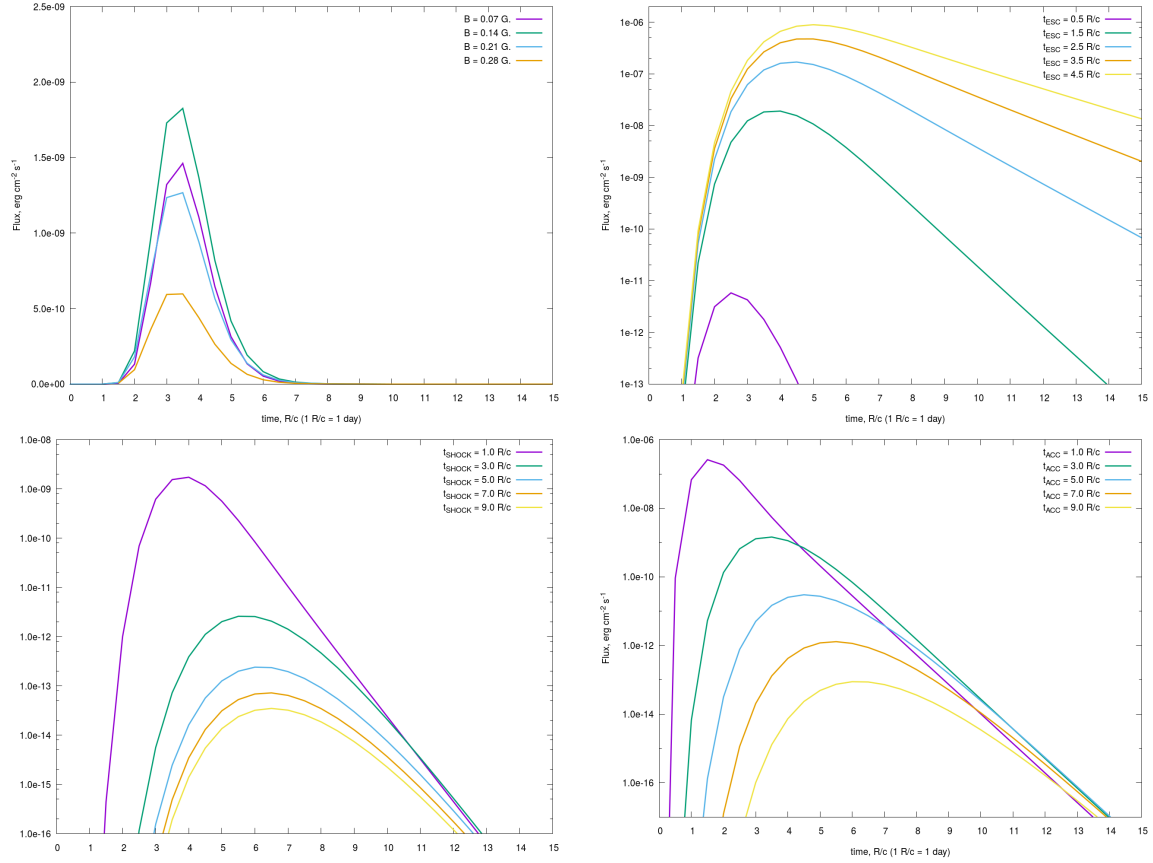 2.5e-09
2.0e-09
1.5e-09
1.0e-09
5.0e-10
0.0e+00
Flux, erg cm⁻² s⁻¹
B = 0.07 G.
B = 0.14 G.
B = 0.21 G.
B = 0.28 G.
0 1 2 3 4 5 6 7 8 9 10 11 12 13 14 15
time, R/c (1 R/c = 1 day)
1e-06
1e-07
1e-08
1e-09
1e-10
1e-11
1e-12
1e-13
Flux, erg cm⁻² s⁻¹
tESC = 0.5 R/c
tESC = 1.5 R/c
tESC = 2.5 R/c
tESC = 3.5 R/c
tESC = 4.5 R/c
0 1 2 3 4 5 6 7 8 9 10 11 12 13 14 15
time, R/c (1 R/c = 1 day)
1.0e-08
1.0e-09
1.0e-10
1.0e-11
1.0e-12
1.0e-13
1.0e-14
1.0e-15
1.0e-16
tSHOCK = 1.0 R/c
tSHOCK = 3.0 R/c
tSHOCK = 5.0 R/c
tSHOCK = 7.0 R/c
tSHOCK = 9.0 R/c
0 1 2 3 4 5 6 7 8 9 10 11 12 13 14 15
1.0e-06
1.0e-08
1.0e-10
1.0e-12
1.0e-14
1.0e-16
Flux, erg cm⁻² s⁻¹
tACC = 1.0 R/c
tACC = 3.0 R/c
tACC = 5.0 R/c
tACC = 7.0 R/c
tACC = 9.0 R/c
0 1 2 3 4 5 6 7 8 9 10 11 12 13 14 15
time, R/c (1 R/c = 1 day)